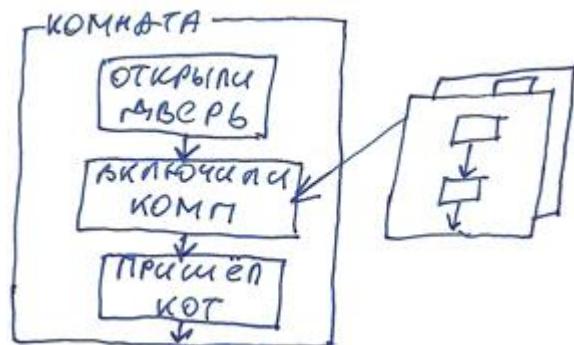 КОМНАТА
ОТКРЫЛИ
ДВЕРЬ
ВКЛЮЧИЛИ
КОМП
ПРИШЁЛ
КОТ